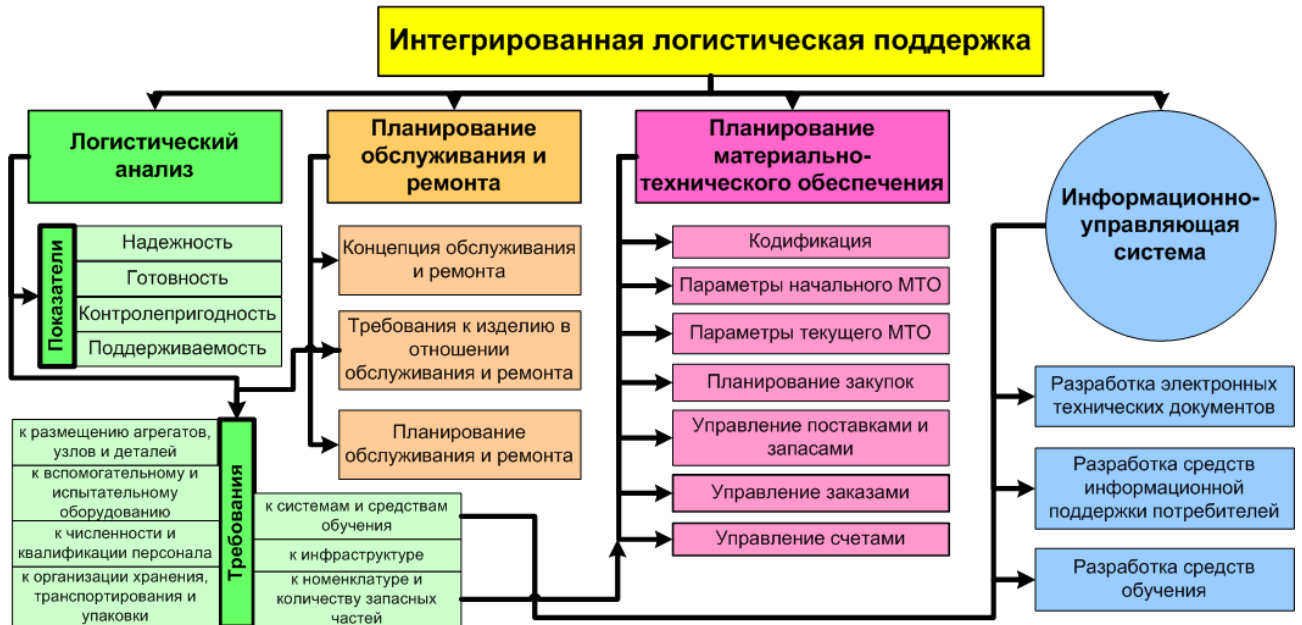 Интегрированная логистическая поддержка
Логистический
анализ
Показатели
Надежность
Готовность
Контролепригодность
Поддерживаемость
Требования
к размещению агрегатов,
узлов и деталей
к вспомогательному и
испытательному
оборудованию
к численности и
квалификации персонала
к организации хранения,
транспортирования и
упаковки
к системам и средствам
обучения
к инфраструктуре
к номенклатуре и
количеству запасных
частей
Планирование
обслуживания и
ремонта
Концепция обслуживания
и ремонта
Требования к изделию в
отношении
обслуживания и ремонта
Планирование
обслуживания и ремонта
Планирование
материально-
технического обеспечения
Кодификация
Параметры начального МТО
Параметры текущего МТО
Планирование закупок
Управление поставками и
запасами
Управление заказами
Управление счетами
Информационно-
управляющая
система
Разработка электронных
технических документов
Разработка средств
информационной
поддержки потребителей
Разработка средств
обучения